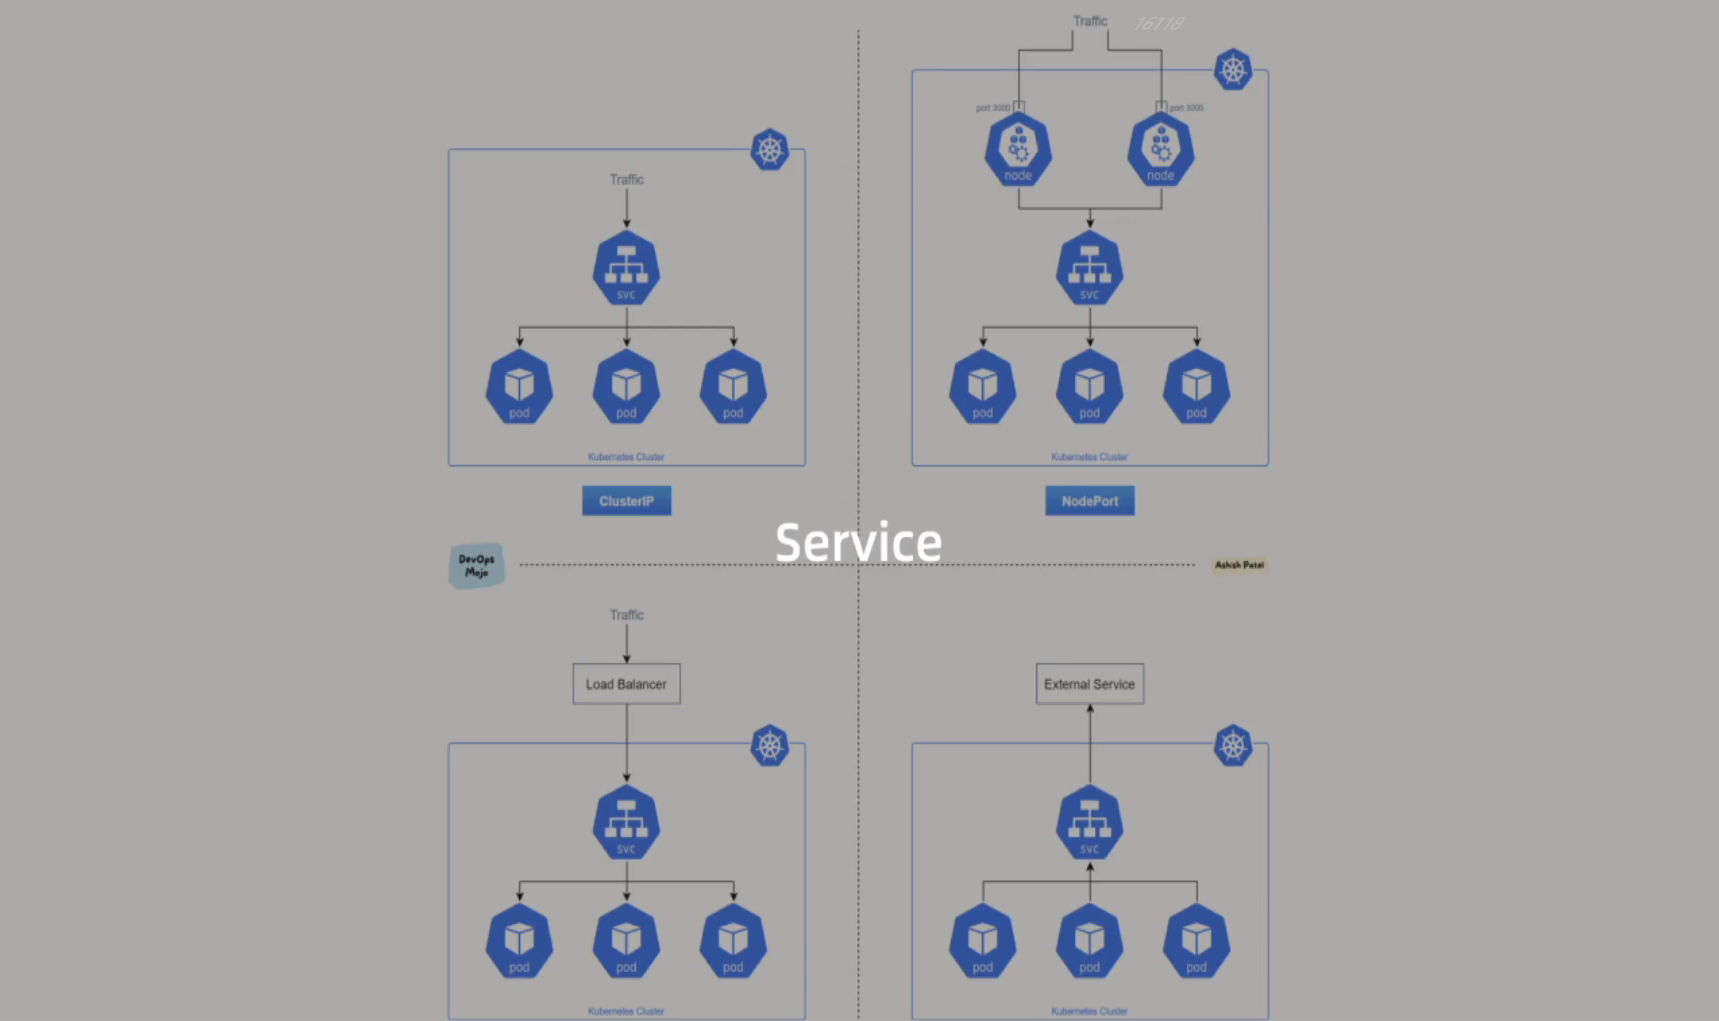 Traffic
16118
port 3000
port 3000
node
node
Traffic
svc
svc
pod
pod
pod
pod
pod
pod
Kubernetes Cluster
Kubernetes Cluster
ClusterIP
NodePort
Service
DevOps
Mojo
Ashish Patel
Traffic
Load Balancer
External Service
svc
svc
pod
pod
pod
pod
pod
pod
Kubernetes Cluster
Kubernetes Cluster